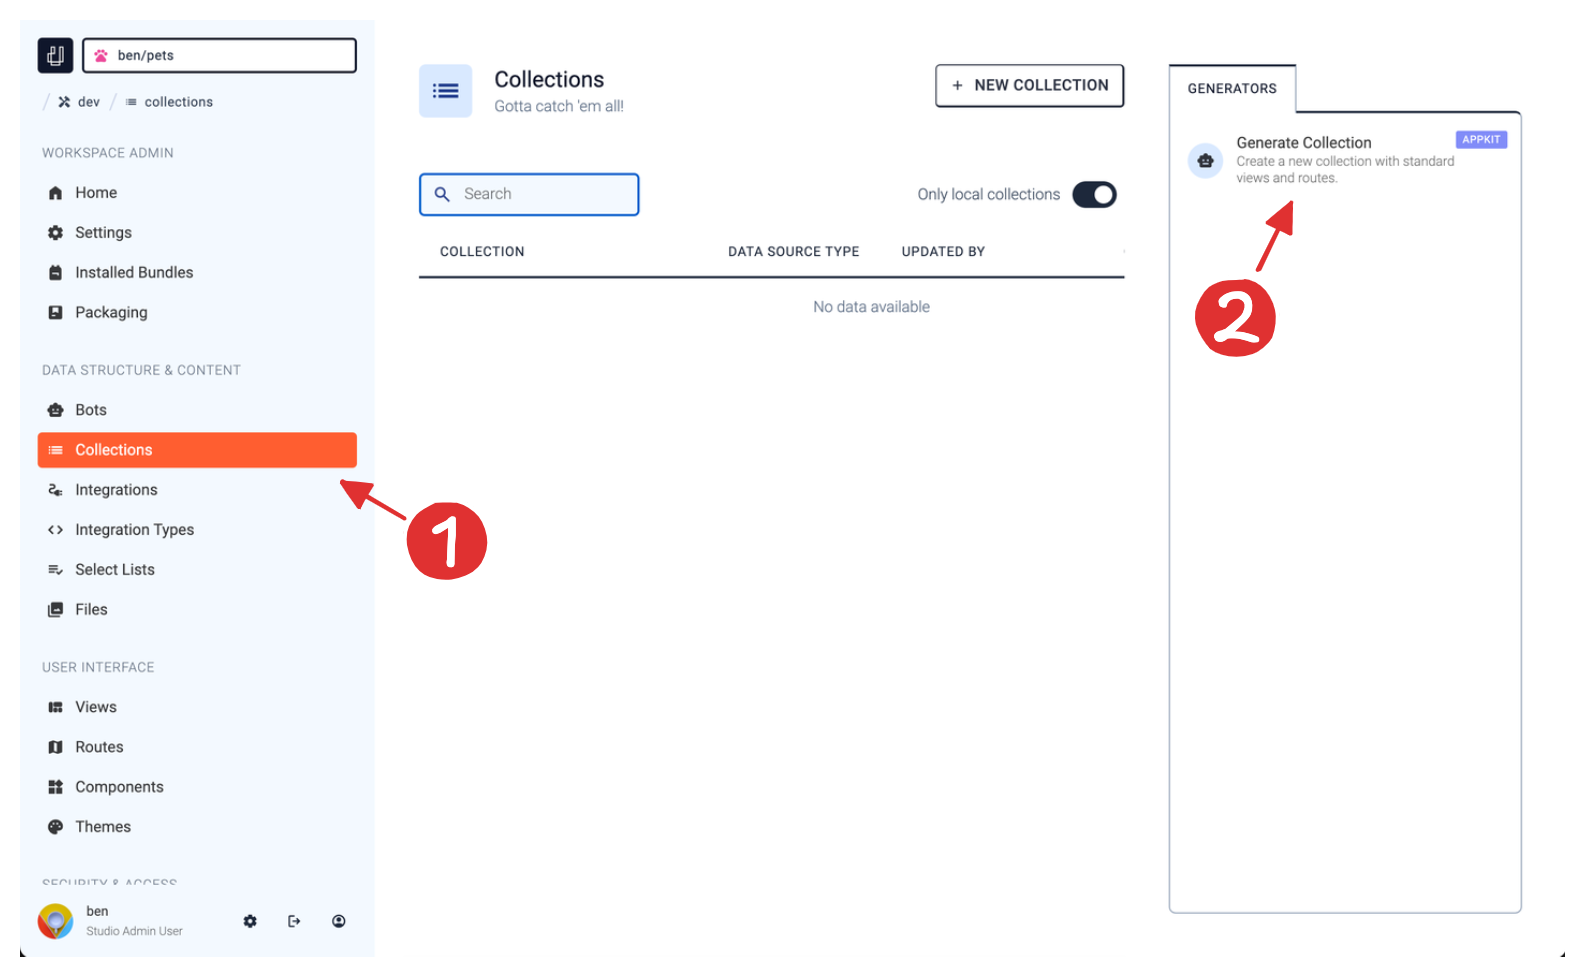 ben/pets
/ dev / collections
WORKSPACE ADMIN
Home
Settings
Installed Bundles
Packaging
DATA STRUCTURE & CONTENT
Bots
Collections
Integrations
Integration Types
Select Lists
Files
USER INTERFACE
Views
Routes
Components
Themes
SECURITY & ACCESS
ben
Studio Admin User
Collections
Gotta catch 'em all!
+ NEW COLLECTION
Search
Only local collections
COLLECTION DATA SOURCE TYPE UPDATED BY
No data available
1
GENERATORS
Generate Collection APPKIT
Create a new collection with standard
views and routes.
2